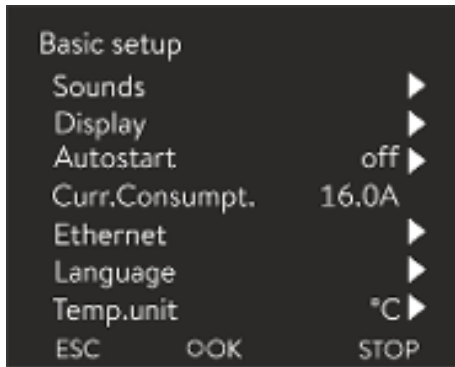 Basic setup
Sounds
Display
Autostart off
Curr.Consumpt. 16.0A
Ethernet
Language
Temp.unit °C
ESC OOK STOP